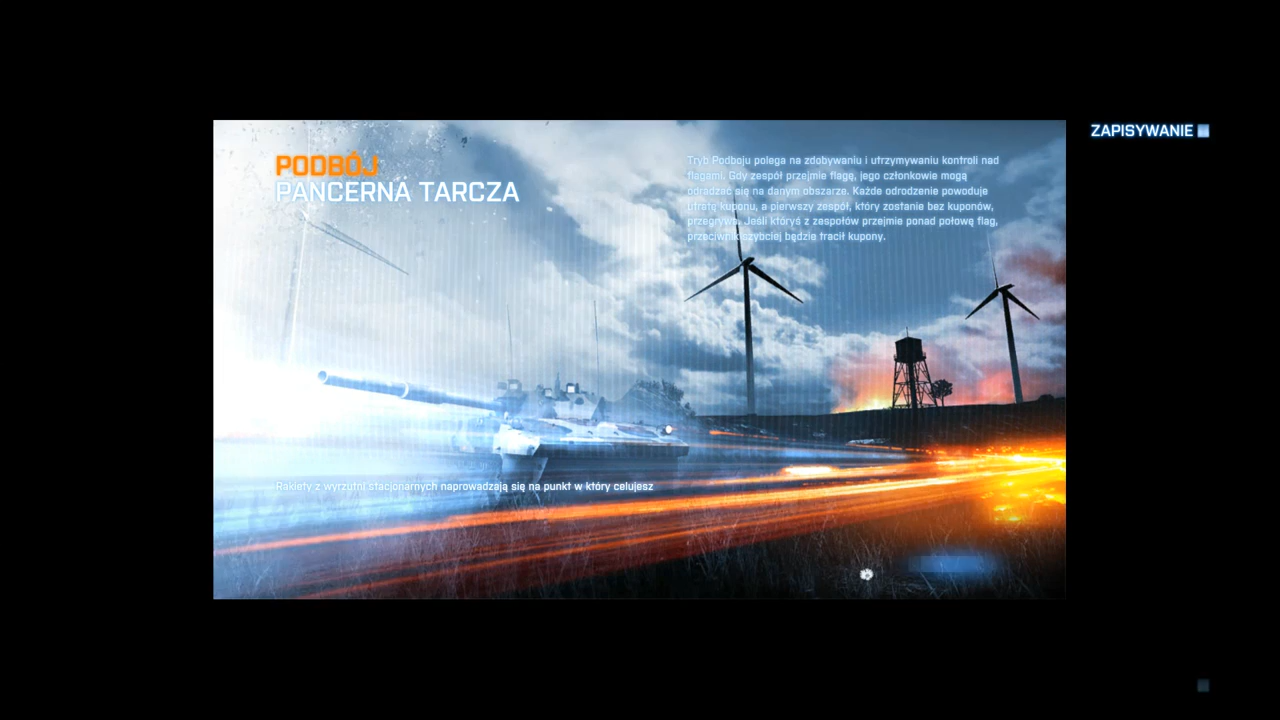 PODBÓJ
PANCERNA TARCZA
Tryb Podboju polega na zdobywaniu i utrzymywaniu kontroli nad
flagami. Gdy zespół przejmie flagę, jego członkowie mogą
odradzać się na danym obszarze. Każde odrodzenie powoduje
utratę kuponu, a pierwszy zespół, który zostanie bez kuponów,
przegrywa. Jeśli któryś z zespołów przejmie ponad połowę flag,
przeciwnik szybciej będzie tracił kupony.
ZAPISYWANIE
Rakiety z wyrzutni stacjonarnych naprowadzają się na punkt w który celujesz